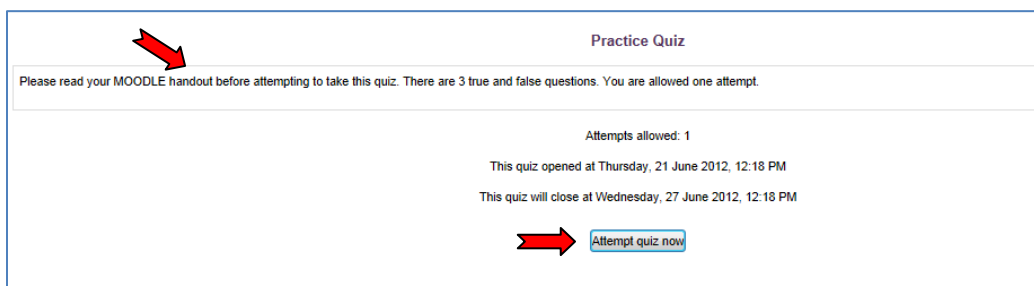 Practice Quiz
Please read your MOODLE handout before attempting to take this quiz. There are 3 true and false questions. You are allowed one attempt.
Attempts allowed: 1
This quiz opened at Thursday, 21 June 2012, 12:18 PM
This quiz will close at Wednesday, 27 June 2012, 12:18 PM
Attempt quiz now